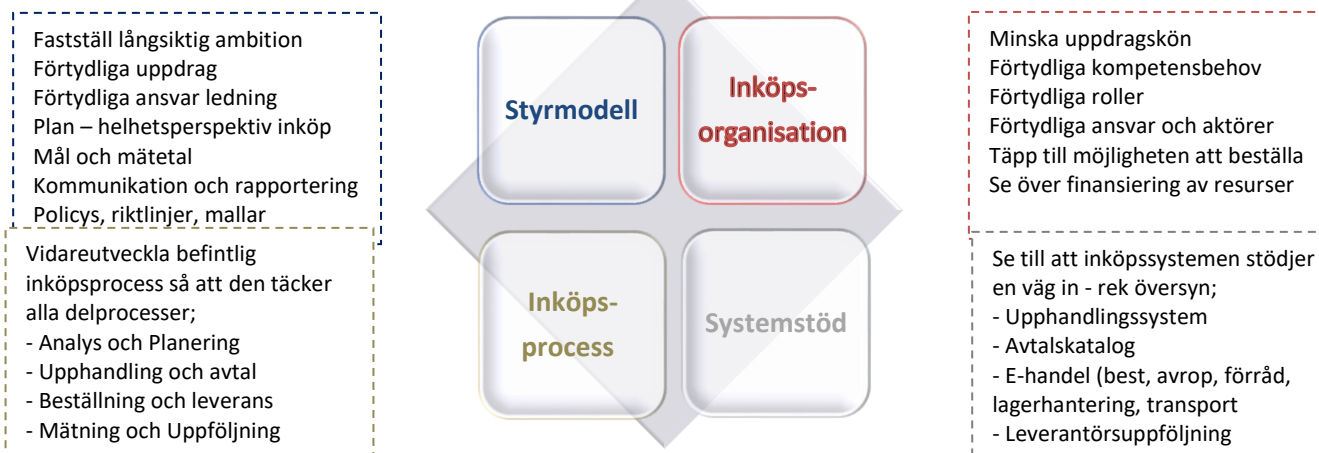 Fastställ långsiktig ambition
Förtydliga uppdrag
Förtydliga ansvar ledning
Plan – helhetsperspektiv inköp
Mål och mätetal
Kommunikation och rapportering
Policys, riktlinjer, mallar
Styrmodell
Inköps-
organisation
Minska uppdragskön
Förtydliga kompetensbehov
Förtydliga roller
Förtydliga ansvar och aktörer
Täpp till möjligheten att beställa
Se över finansiering av resurser
Vidareutveckla befintlig
inköpsprocess så att den täcker
alla delprocesser;
- Analys och Planering
- Upphandling och avtal
- Beställning och leverans
- Mätning och Uppföljning
Inköps-
process
Systemstöd
Se till att inköpssystemen stödjer
en väg in - rek översyn;
- Upphandlingssystem
- Avtalskatalog
- E-handel (best, avrop, förråd,
lagerhantering, transport
- Leverantörsuppföljning